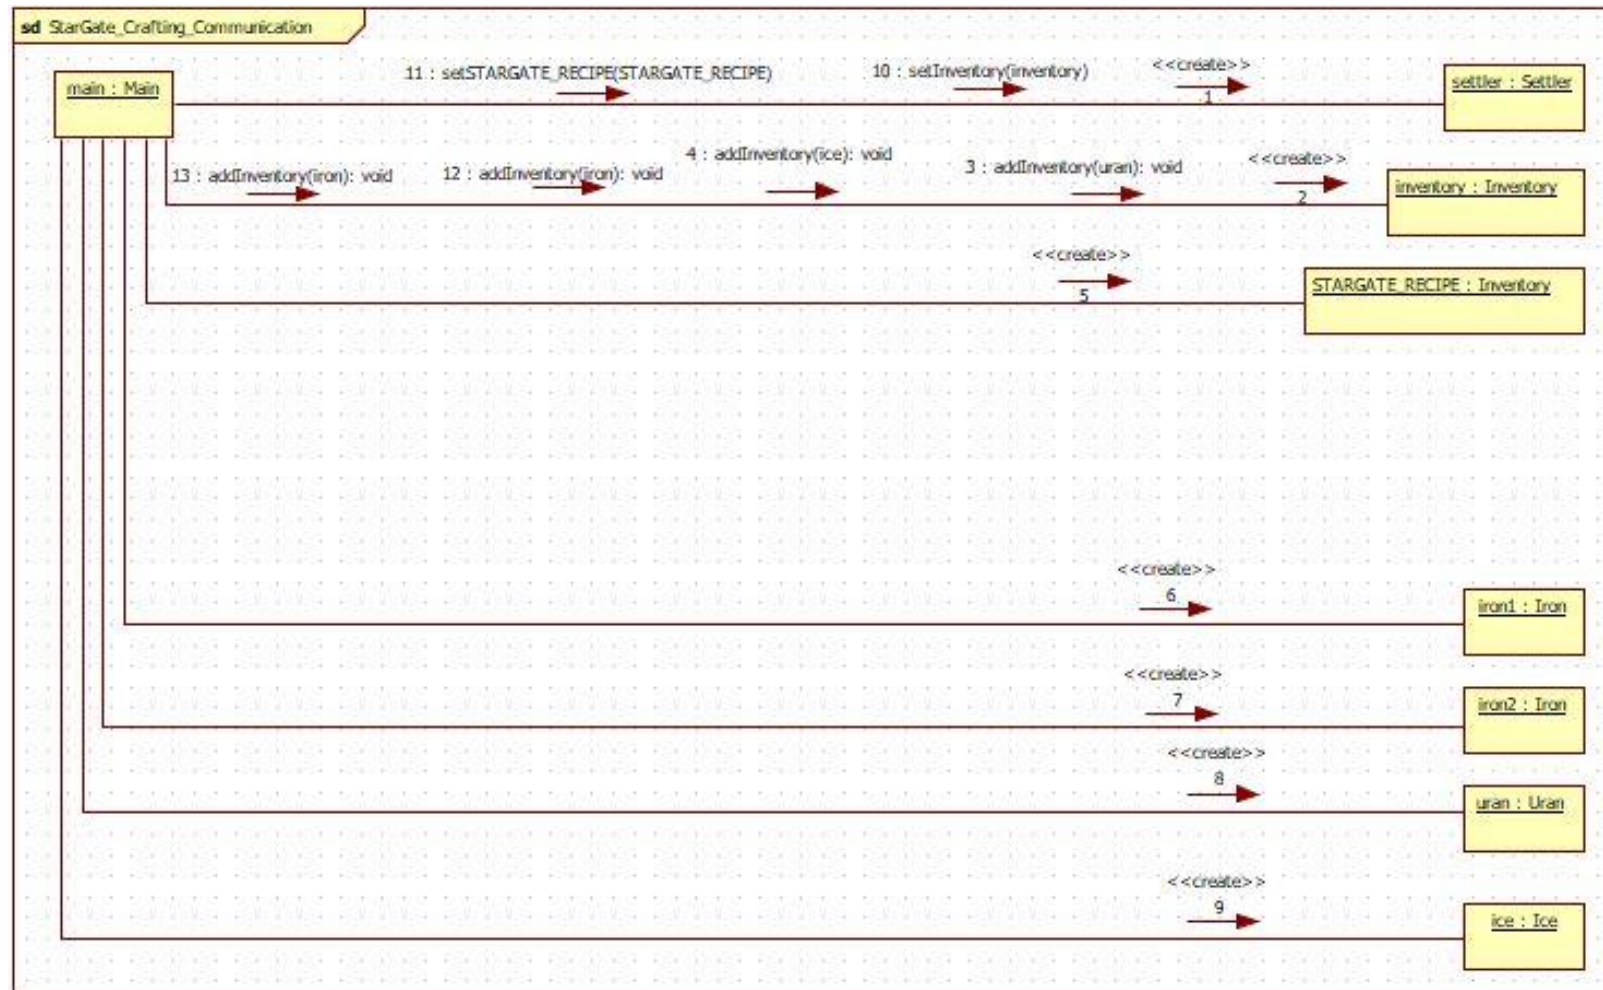 sd StarGate_Crafting_Communication
main : Main
11 : setSTARGATE_RECIPE(STARGATE_RECIPE)
10 : setInventory(inventory)
<<create>>
1
settler : Settler
13 : addInventory(iron): void
12 : addInventory(iron): void
4 : addInventory(ice): void
3 : addInventory(uran): void
<<create>>
2
inventory : Inventory
<<create>>
5
STARGATE_RECIPE : Inventory
<<create>>
6
iron1 : Iron
<<create>>
7
iron2 : Iron
<<create>>
8
uran : Uran
<<create>>
9
ice : Ice